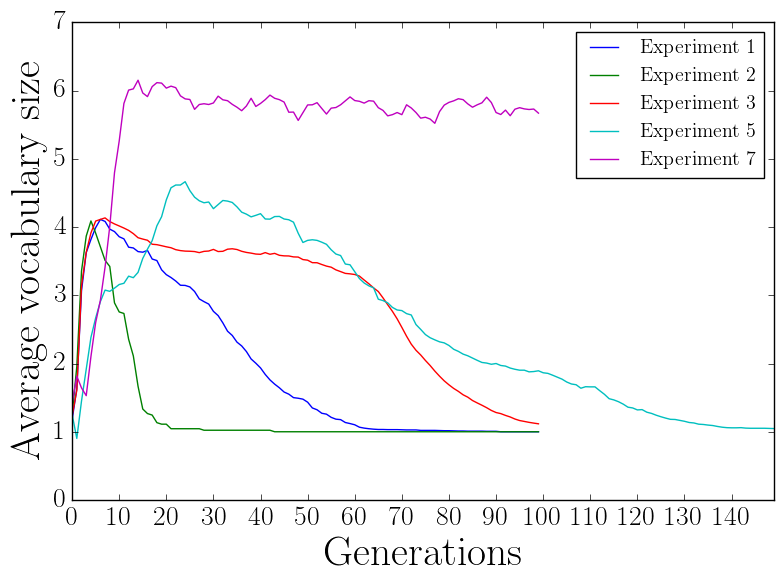 Average vocabulary size
7
6
5
4
3
2
1
0
Experiment 1
Experiment 2
Experiment 3
Experiment 5
Experiment 7
0 10 20 30 40 50 60 70 80 90 100 110 120 130 140
Generations